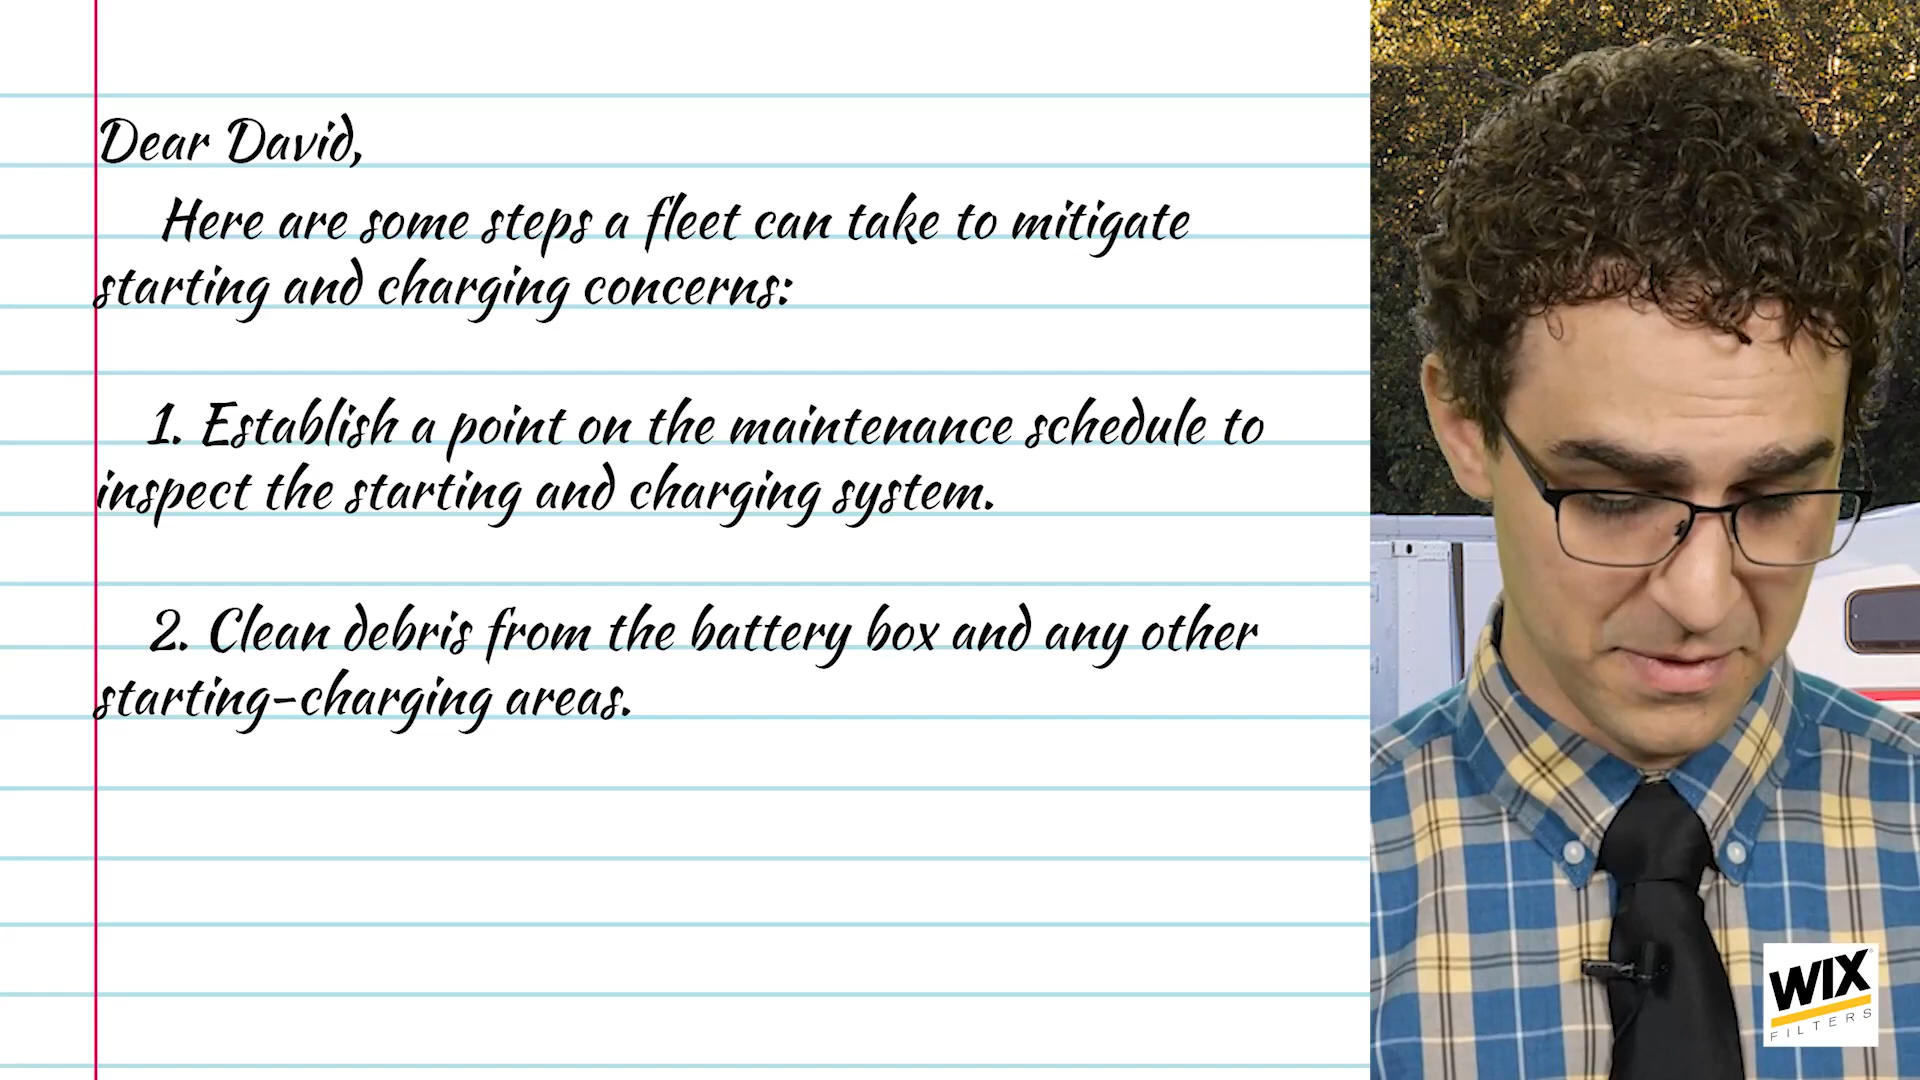 Dear David,
Here are some steps a fleet can take to mitigate
starting and charging concerns:
1. Establish a point on the maintenance schedule to
inspect the starting and charging system.
2. Clean debris from the battery box and any other
starting-charging areas.
WIX
FILTERS